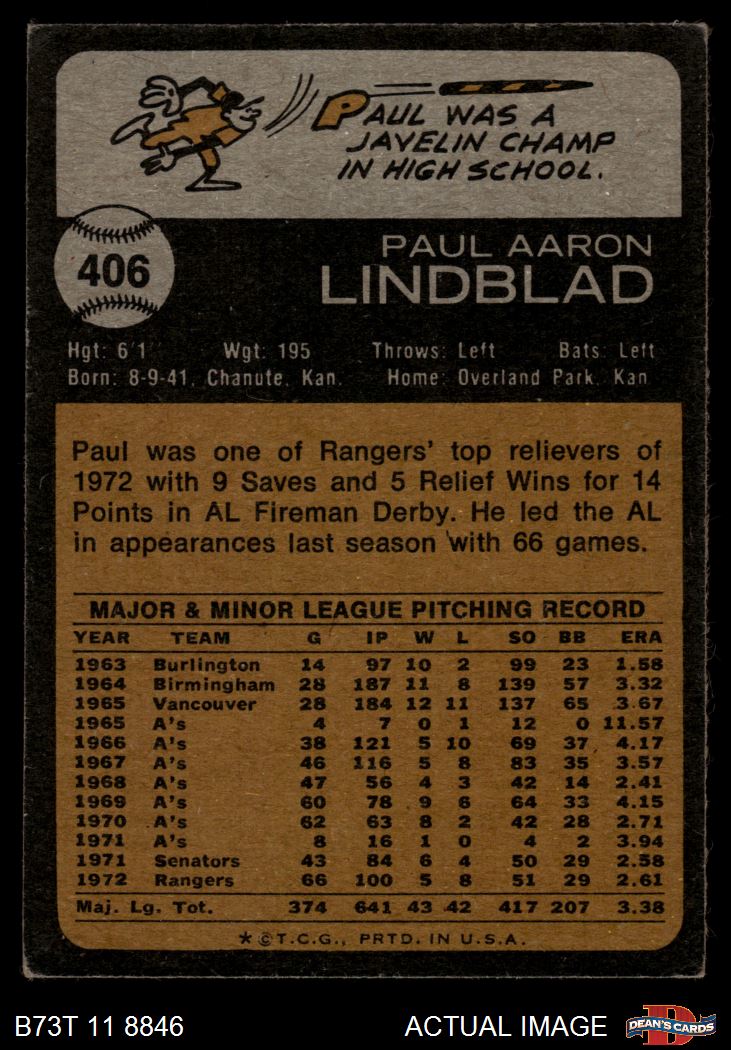 PAUL WAS A
JAVELIN CHAMP
IN HIGH SCHOOL.
406
PAUL AARON
LINDBLAD
Hgt: 6'1" Wgt: 195 Throws: Left Bats: Left
Born: 8-9-41, Chanute, Kan. Home: Overland Park, Kan
Paul was one of Rangers' top relievers of
1972 with 9 Saves and 5 Relief Wins for 14
Points in AL Fireman Derby. He led the AL
in appearances last season with 66 games.
MAJOR & MINOR LEAGUE PITCHING RECORD
YEAR TEAM G IP W L SO BB ERA
1963 Burlington 14 97 10 2 99 23 1.58
1964 Birmingham 28 187 11 8 139 57 3.32
1965 Vancouver 28 184 12 11 137 65 3.67
1965 A's 4 7 0 1 12 0 11.57
1966 A's 38 121 5 10 69 37 4.17
1967 A's 46 116 5 8 83 35 3.57
1968 A's 47 56 4 3 42 14 2.41
1969 A's 60 78 9 6 64 33 4.15
1970 A's 62 63 8 2 42 28 2.71
1971 A's 8 16 1 0 4 2 3.94
1971 Senators 43 84 6 4 50 29 2.58
1972 Rangers 66 100 5 8 51 29 2.61
Maj. Lg. Tot. 374 641 43 42 417 207 3.38
*©T.C.G., PRTD. IN U.S.A.
B73T 11 8846 ACTUAL IMAGE D DEAN'S CARDS